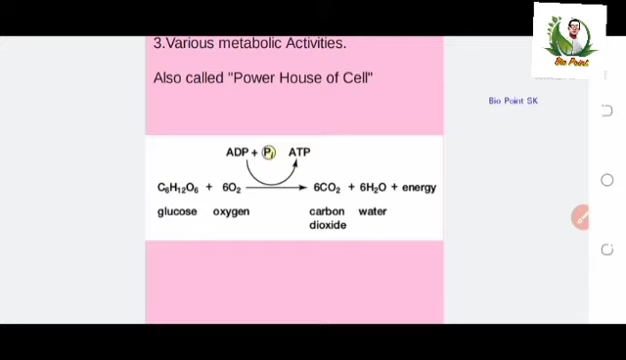 3.Various metabolic Activities.
Also called "Power House of Cell"
Bio Point
Bio Point SK
ADP + Pi ATP
C₆H₁₂O₆ + 6O₂ → 6CO₂ + 6H₂O + energy
glucose oxygen carbon water
dioxide